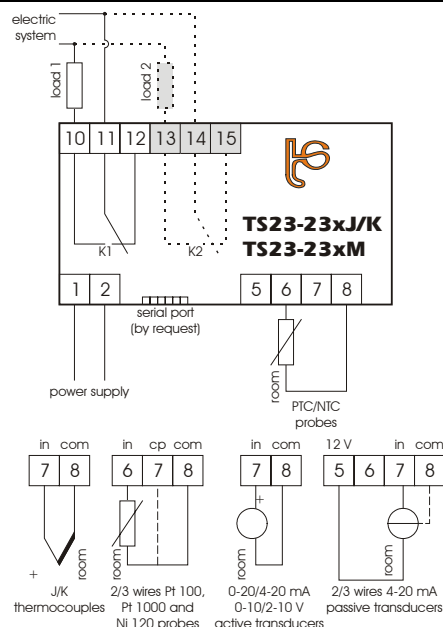 electric
system
load 1
load 2
10 11 12 13 14 15
ts
TS23-23xJ/K
TS23-23xM
K1
K2
1 2
5 6 7 8
serial port
(by request)
room
power supply
PTC/NTC
probes
in com
in cp com
in com
12 V in com
7 8
6 7 8
7 8
5 6 7 8
+
room
room
+
room
room
J/K
thermocouples
2/3 wires Pt 100,
Pt 1000 and
Ni 120 probes
0-20/4-20 mA
0-10/2-10 V
active transducers
2/3 wires 4-20 mA
passive transducers